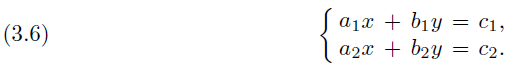 (3.6)
a₁x + b₁y = c₁,
a₂x + b₂y = c₂.